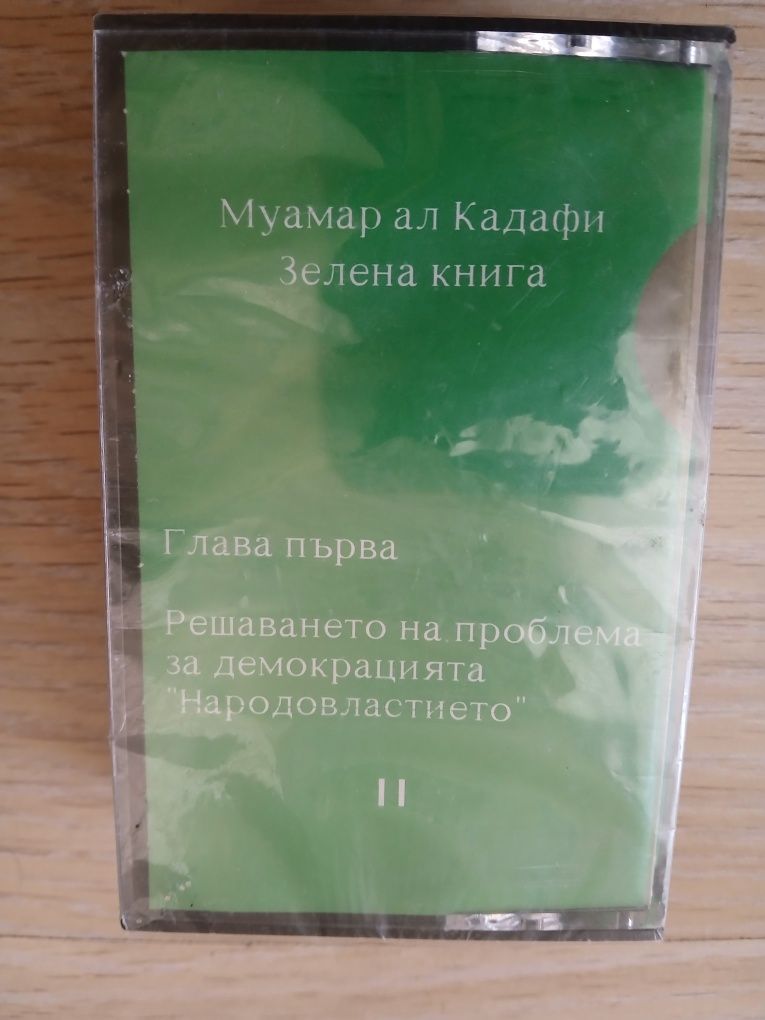 Муамар ал Кадафи
Зелена книга
Глава първа
Решаването на проблема
за демокрацията
"Народовластието"
II